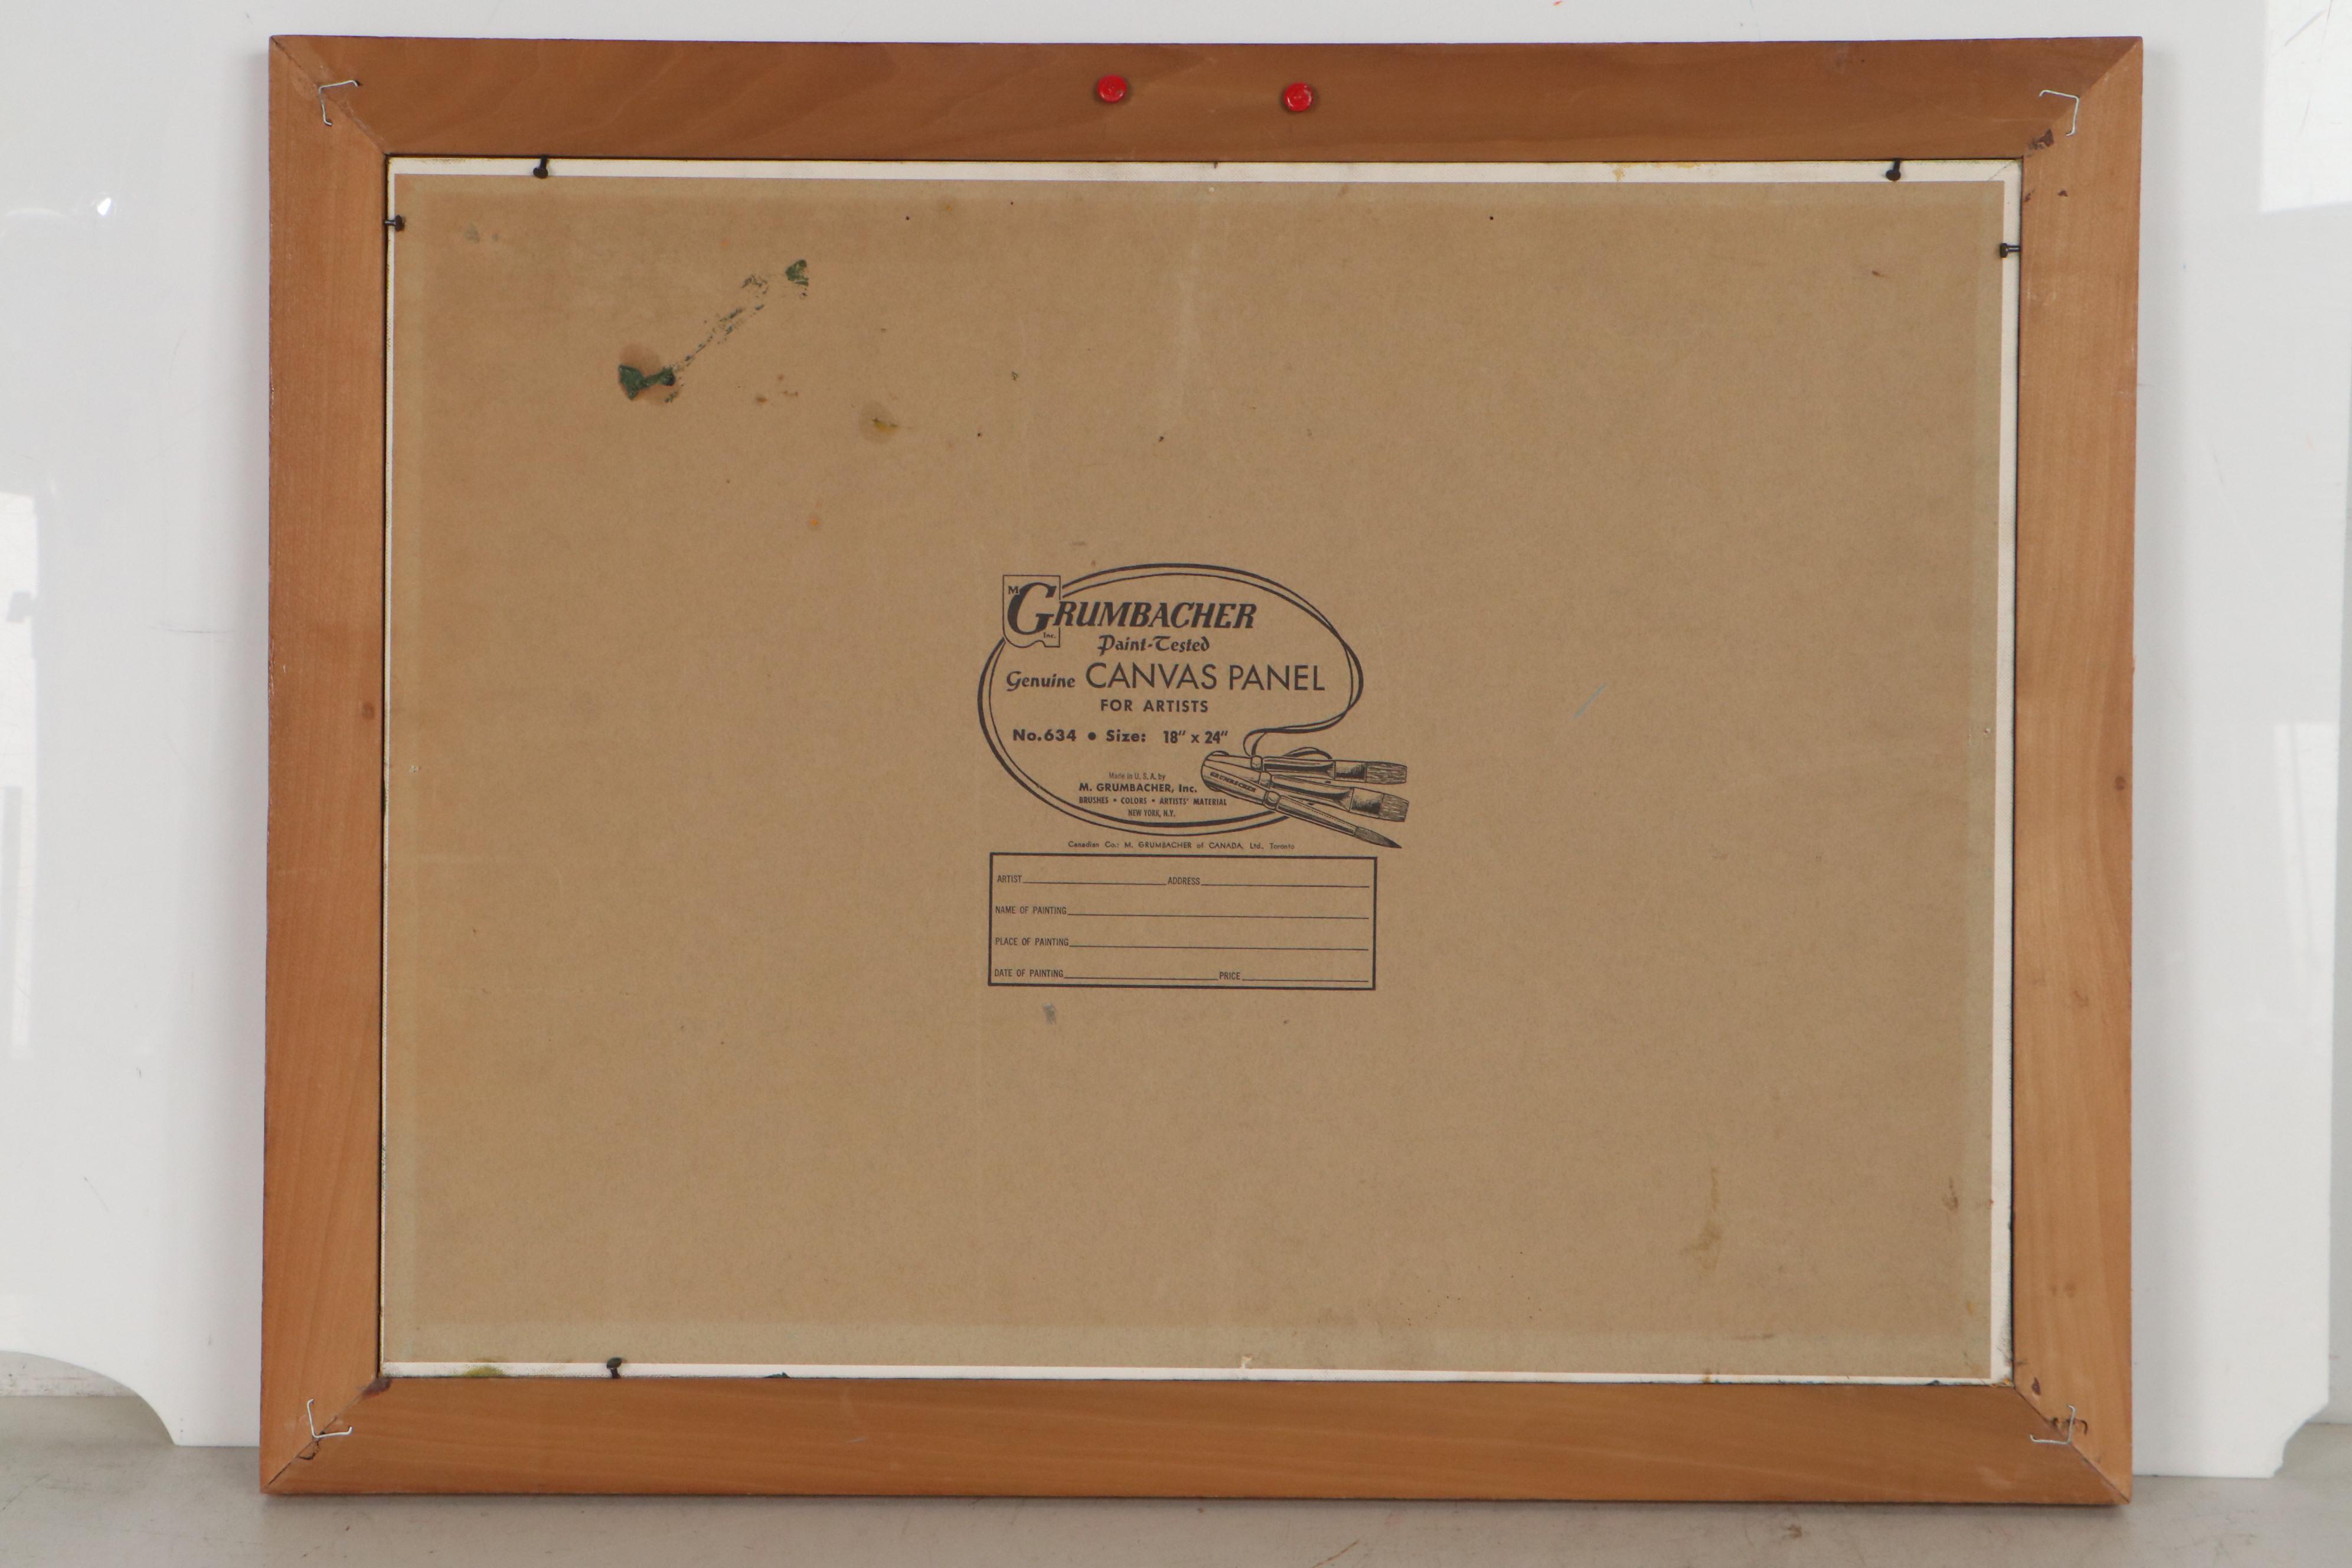 M. GRUMBACHER Inc.
Paint-Tested
Genuine CANVAS PANEL
FOR ARTISTS
No. 634 • Size: 18" x 24"
GRUMBACHER
Made in U. S. A. by
M. GRUMBACHER, Inc.
BRUSHES • COLORS • ARTISTS' MATERIAL
NEW YORK, N.Y.
Canadian Co.: M. GRUMBACHER of CANADA, Ltd., Toronto
ARTIST ADDRESS
NAME OF PAINTING
PLACE OF PAINTING
DATE OF PAINTING PRICE